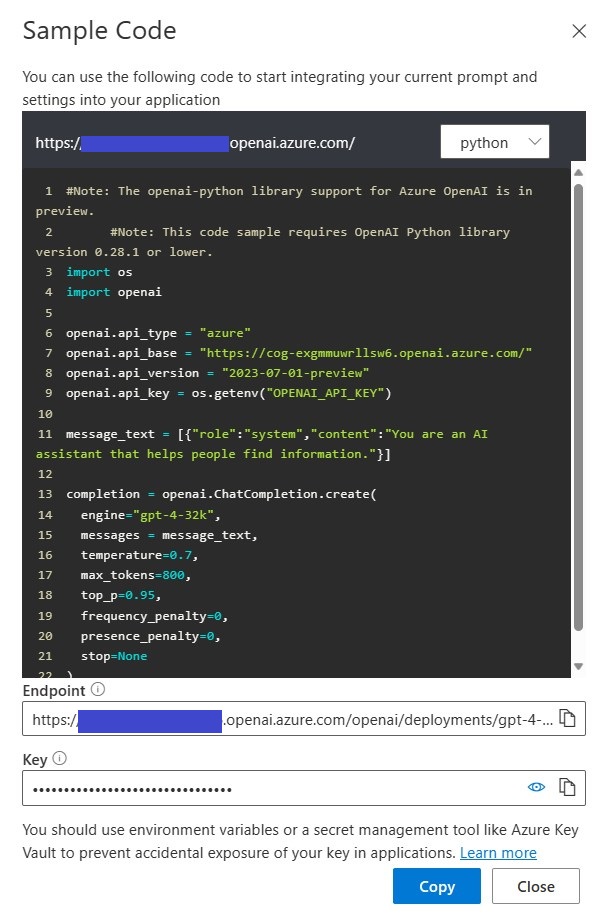 Sample Code
You can use the following code to start integrating your current prompt and
settings into your application
https:/ openai.azure.com/
python
1 #Note: The openai-python library support for Azure OpenAI is in
preview.
2 #Note: This code sample requires OpenAI Python library
version 0.28.1 or lower.
3 import os
4 import openai
5
6 openai.api_type = "azure"
7 openai.api_base = "https://cog-exgmmuwrllsw6.openai.azure.com/"
8 openai.api_version = "2023-07-01-preview"
9 openai.api_key = os.getenv("OPENAI_API_KEY")
10
11 message_text = [{"role":"system","content":"You are an AI
assistant that helps people find information."}]
12
13 completion = openai.ChatCompletion.create(
14 engine="gpt-4-32k",
15 messages = message_text,
16 temperature=0.7,
17 max_tokens=800,
18 top_p=0.95,
19 frequency_penalty=0,
20 presence_penalty=0,
21 stop=None
22 )
Endpoint
https:/ .openai.azure.com/openai/deployments/gpt-4-...
Key
••••••••••••••••••••••••••••••••
You should use environment variables or a secret management tool like Azure Key
Vault to prevent accidental exposure of your key in applications. Learn more
Copy
Close